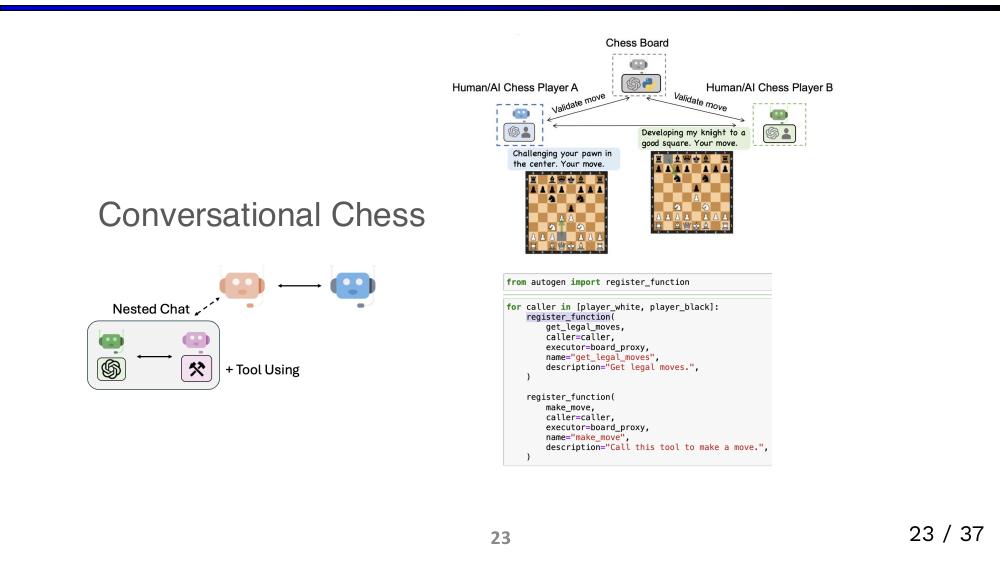 Conversational Chess
Nested Chat
+ Tool Using
Chess Board
Human/AI Chess Player A
Human/AI Chess Player B
Validate move
Validate move
Developing my knight to a
good square. Your move.
Challenging your pawn in
the center. Your move.
from autogen import register_function
for caller in [player_white, player_black]:
    register_function(
        get_legal_moves,
        caller=caller,
        executor=board_proxy,
        name="get_legal_moves",
        description="Get legal moves.",
    )
    register_function(
        make_move,
        caller=caller,
        executor=board_proxy,
        name="make_move",
        description="Call this tool to make a move.",
    )
23
23 / 37